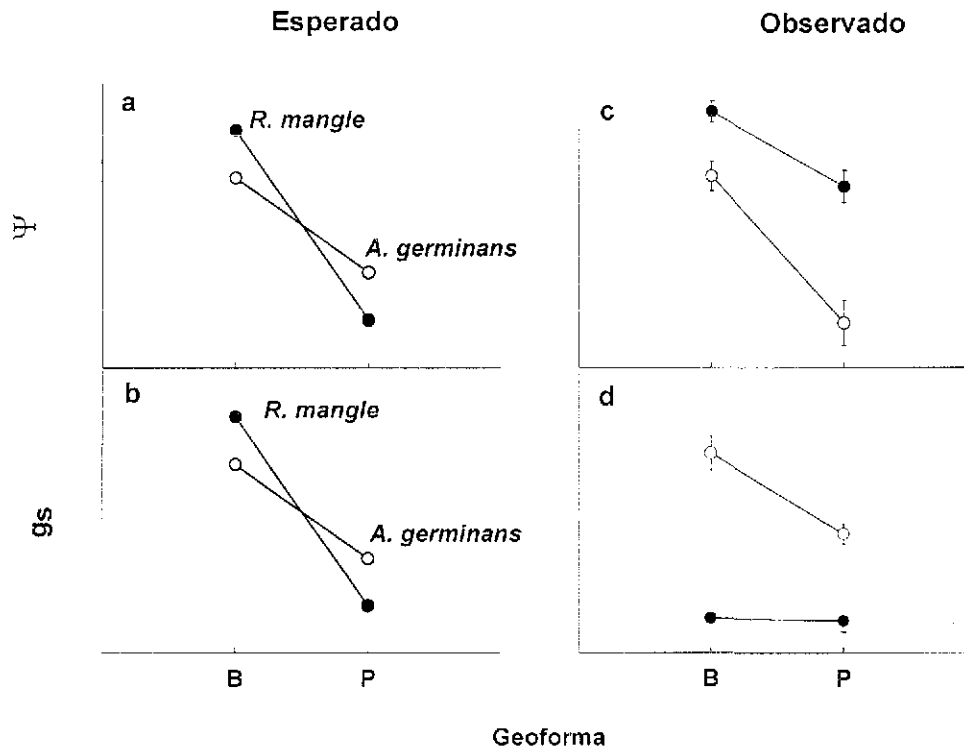 Esperado
Observado
a
R. mangle
A. germinans
Ψ
c
b
R. mangle
A. germinans
gs
d
B
P
B
P
Geoforma